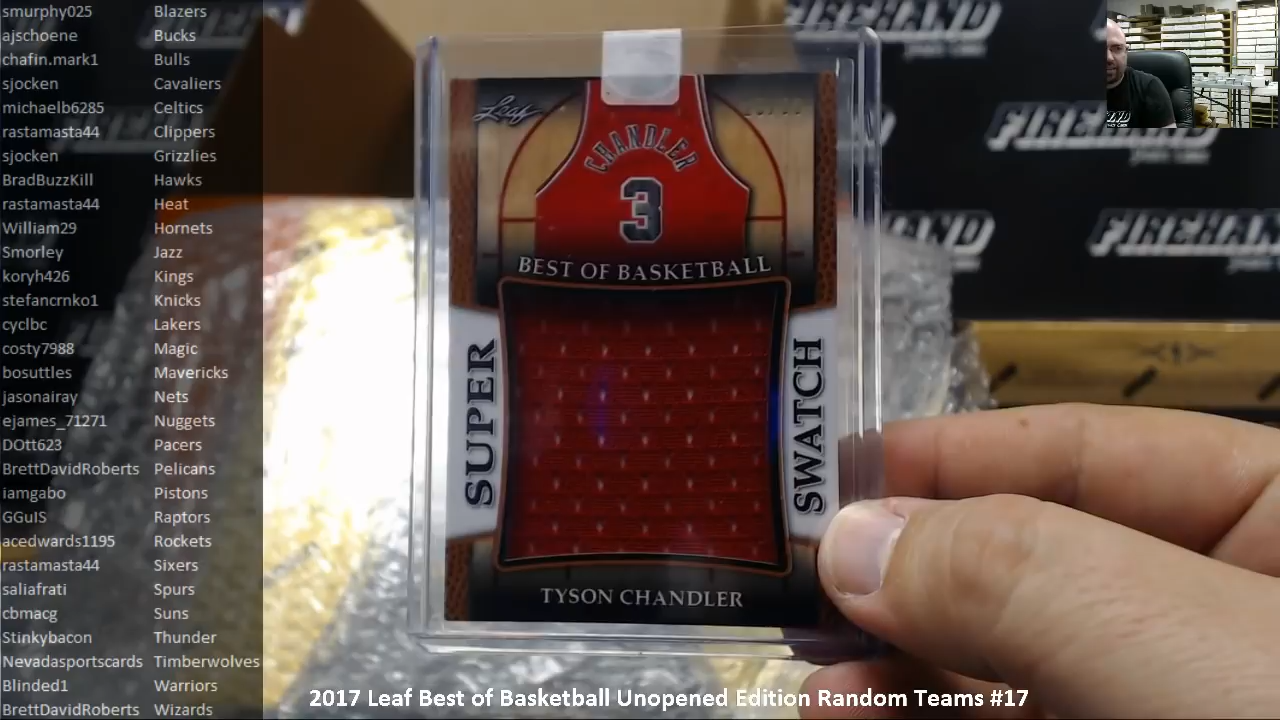 smurphy025 Blazers
ajschoene Bucks
chafin.mark1 Bulls
sjocken Cavaliers
michaelb6285 Celtics
rastamasta44 Clippers
sjocken Grizzlies
BradBuzzKill Hawks
rastamasta44 Heat
William29 Hornets
Smorley Jazz
koryh426 Kings
stefancrnko1 Knicks
cyclbc Lakers
costy7988 Magic
bosuttles Mavericks
jasonairay Nets
ejames_71271 Nuggets
DOtt623 Pacers
BrettDavidRoberts Pelicans
iamgabo Pistons
GGuIS Raptors
acedwards1195 Rockets
rastamasta44 Sixers
saliafrati Spurs
cbmacg Suns
Stinkybacon Thunder
Nevadasportscards Timberwolves
Blinded1 Warriors
BrettDavidRoberts Wizards
Leaf
CHANDLER
3
BEST OF BASKETBALL
SUPER
SWATCH
TYSON CHANDLER
FIREHAND
FIREHAND
FIREHAND
2017 Leaf Best of Basketball Unopened Edition Random Teams #17